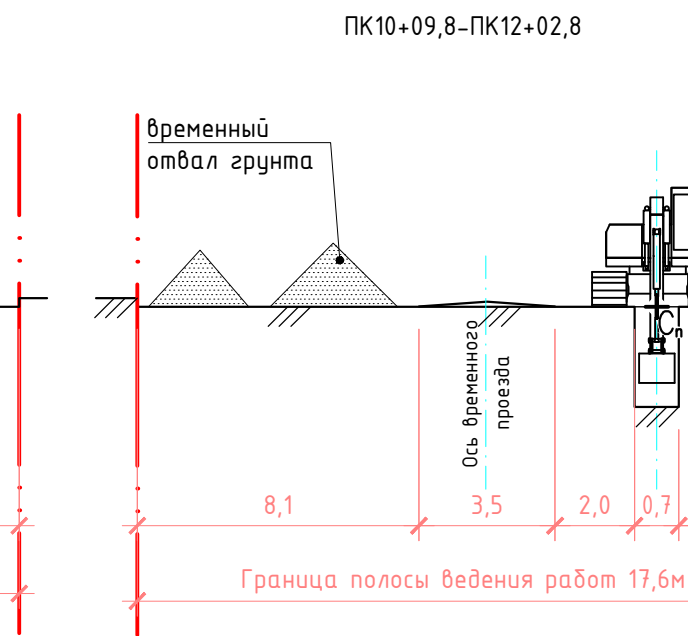 ПК10+09,8-ПК12+02,8
временный
отвал грунта
Cп
Ось временного
проезда
8,1
3,5
2,0
0,7
Граница полосы ведения работ 17,6м